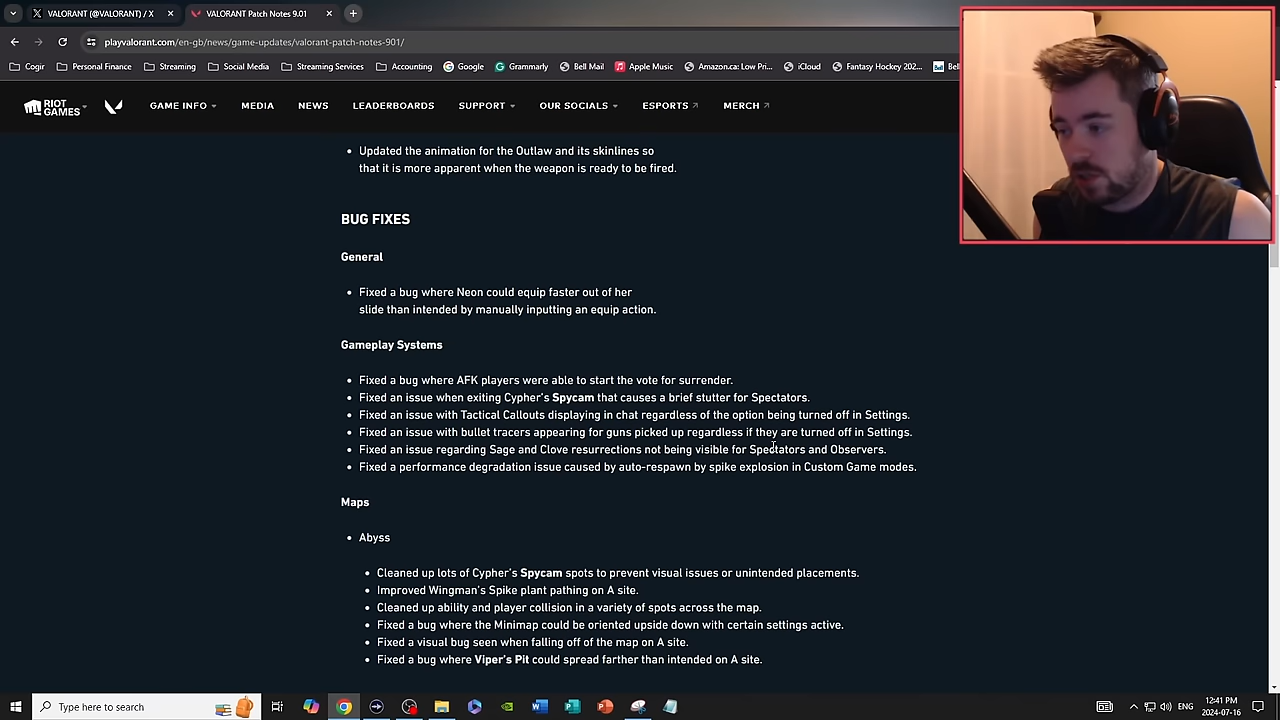 VALORANT (@VALORANT) / X
VALORANT Patch Notes 9.01
playvalorant.com/en-gb/news/game-updates/valorant-patch-notes-901/
Cogir
Personal Finance
Streaming
Social Media
Streaming Services
Accounting
Google
Grammarly
Bell Mail
Apple Music
Amazon.ca: Low Pri...
iCloud
Fantasy Hockey 202...
RIOT GAMES
GAME INFO
MEDIA
NEWS
LEADERBOARDS
SUPPORT
OUR SOCIALS
ESPORTS
MERCH
• Updated the animation for the Outlaw and its skinlines so
that it is more apparent when the weapon is ready to be fired.
BUG FIXES
General
• Fixed a bug where Neon could equip faster out of her
slide than intended by manually inputting an equip action.
Gameplay Systems
• Fixed a bug where AFK players were able to start the vote for surrender.
• Fixed an issue when exiting Cypher's Spycam that causes a brief stutter for Spectators.
• Fixed an issue with Tactical Callouts displaying in chat regardless of the option being turned off in Settings.
• Fixed an issue with bullet tracers appearing for guns picked up regardless if they are turned off in Settings.
• Fixed an issue regarding Sage and Clove resurrections not being visible for Spectators and Observers.
• Fixed a performance degradation issue caused by auto-respawn by spike explosion in Custom Game modes.
Maps
• Abyss
• Cleaned up lots of Cypher's Spycam spots to prevent visual issues or unintended placements.
• Improved Wingman's Spike plant pathing on A site.
• Cleaned up ability and player collision in a variety of spots across the map.
• Fixed a bug where the Minimap could be oriented upside down with certain settings active.
• Fixed a visual bug seen when falling off of the map on A site.
• Fixed a bug where Viper's Pit could spread farther than intended on A site.
Type here to search
ENG
12:41 PM
2024-07-16